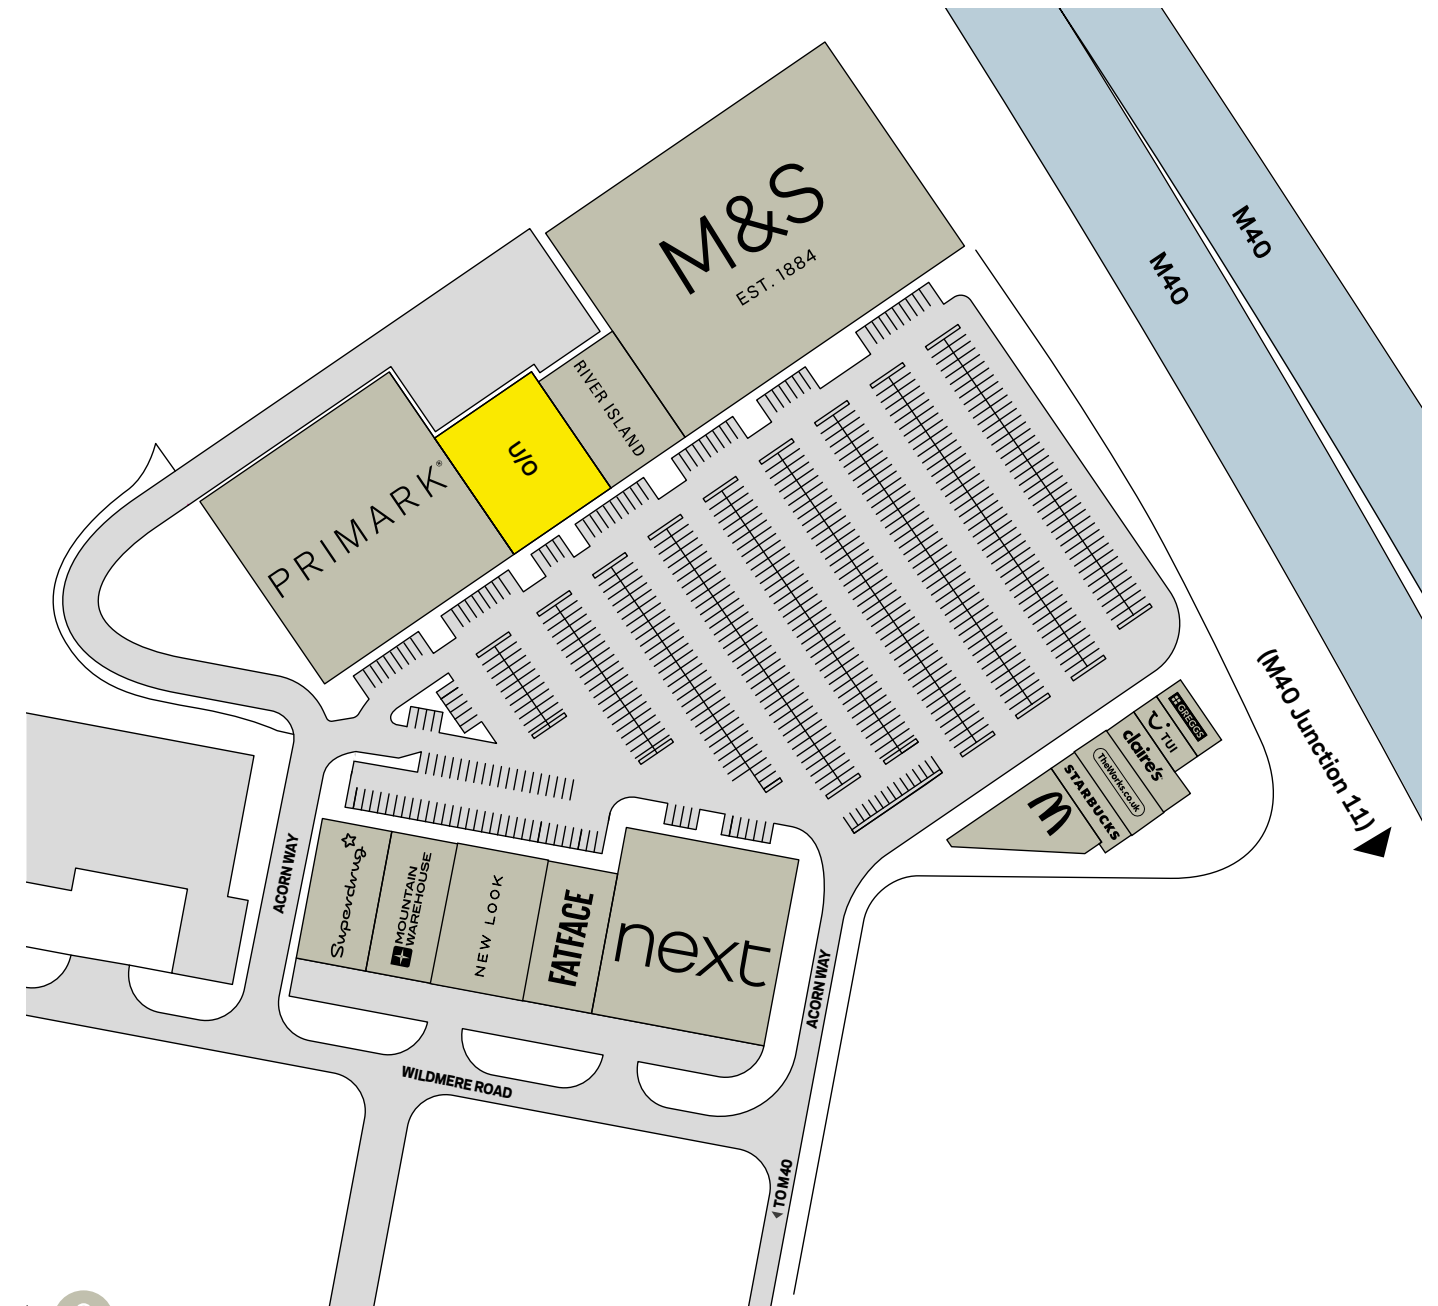 M&S
EST. 1884
M40
M40
RIVER ISLAND
U/O
PRIMARK®
(M40 Junction 11)
GREGGS
TUI
claire's
TheWorks.co.uk
STARBUCKS
ACORN WAY
Superdrug
MOUNTAIN
WAREHOUSE
NEW LOOK
FATFACE
next
ACORN WAY
WILDMERE ROAD
TO M40